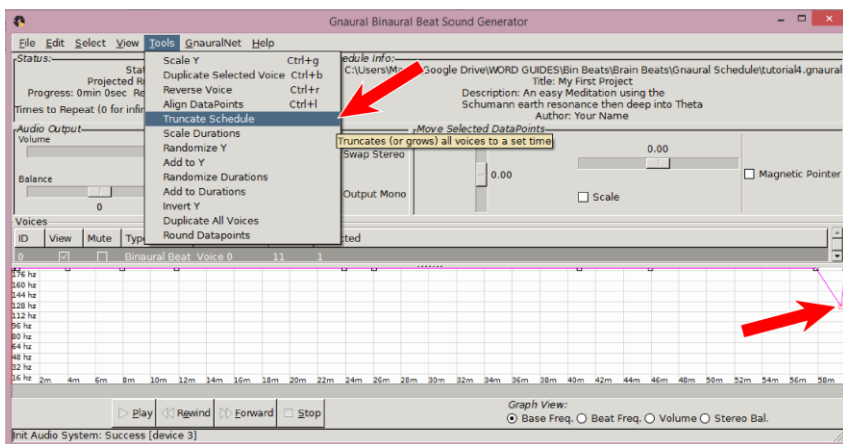 Gnaural Binaural Beat Sound Generator
File Edit Select View Tools GnauralNet Help
Status:
Progress: 0min 0sec
Times to Repeat (0 for infin
Scale Y Ctrl+g
Duplicate Selected Voice Ctrl+b
Reverse Voice Ctrl+r
Align DataPoints Ctrl+l
Truncate Schedule
Scale Durations
Randomize Y
Add to Y
Randomize Durations
Add to Durations
Invert Y
Duplicate All Voices
Round Datapoints
Truncates (or grows) all voices to a set time
edule Info:
C:\Users\Ma Google Drive\WORD GUIDES\Bin Beats\Brain Beats\Gnaural Schedule\tutorial4.gnaural
Title: My First Project
Description: An easy Meditation using the
Schumann earth resonance then deep into Theta
Author: Your Name
Audio Output
Volume
Balance
0
Swap Stereo
Output Mono
Move Selected DataPoints
0.00
0.00
Scale
Magnetic Pointer
Voices
ID View Mute Typ cted
0 Binaural Beat Voice 0 11 1
176 hz
160 hz
144 hz
128 hz
112 hz
96 hz
80 hz
64 hz
48 hz
32 hz
16 hz 2m 4m 6m 8m 10m 12m 14m 16m 18m 20m 22m 24m 26m 28m 30m 32m 34m 36m 38m 40m 42m 44m 46m 48m 50m 52m 54m 56m 58m
Play Rewind Forward Stop
Graph View:
Base Freq. Beat Freq. Volume Stereo Bal.
Init Audio System: Success [device 3]